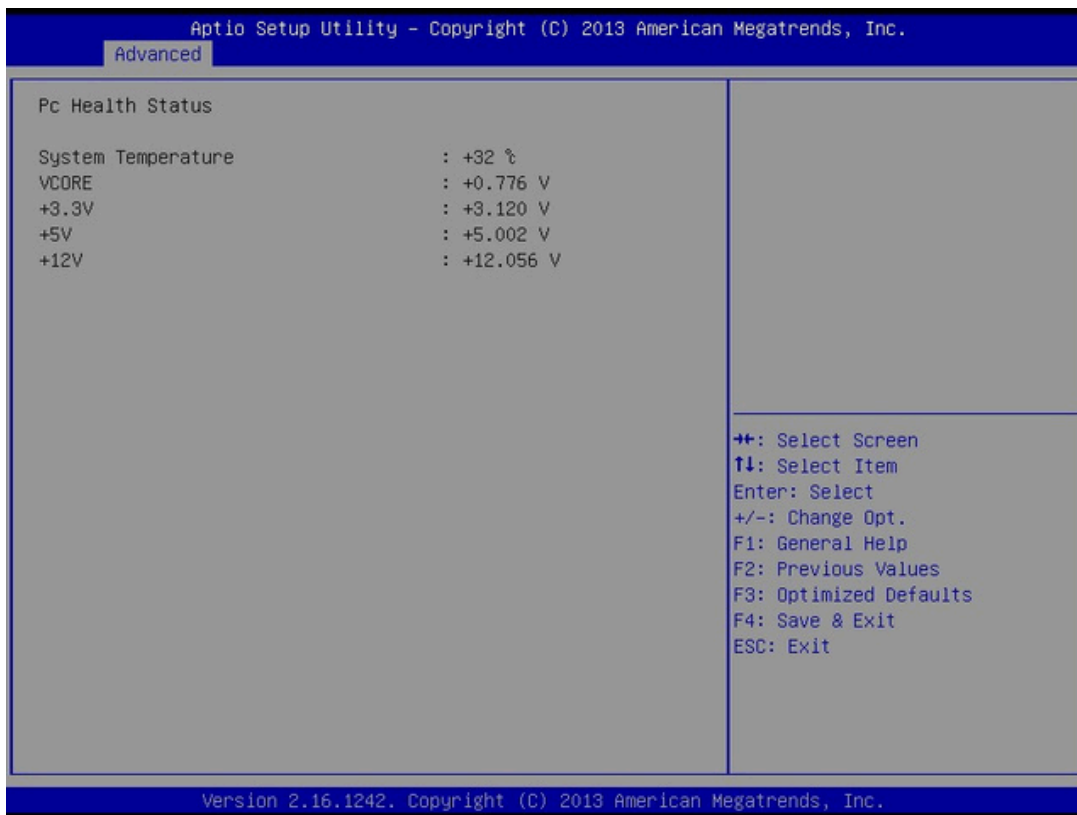 Aptio Setup Utility - Copyright (C) 2013 American Megatrends, Inc.
Advanced
Pc Health Status
System Temperature : +32 ℃
VCORE : +0.776 V
+3.3V : +3.120 V
+5V : +5.002 V
+12V : +12.056 V
→←: Select Screen
↑↓: Select Item
Enter: Select
+/-: Change Opt.
F1: General Help
F2: Previous Values
F3: Optimized Defaults
F4: Save & Exit
ESC: Exit
Version 2.16.1242. Copyright (C) 2013 American Megatrends, Inc.